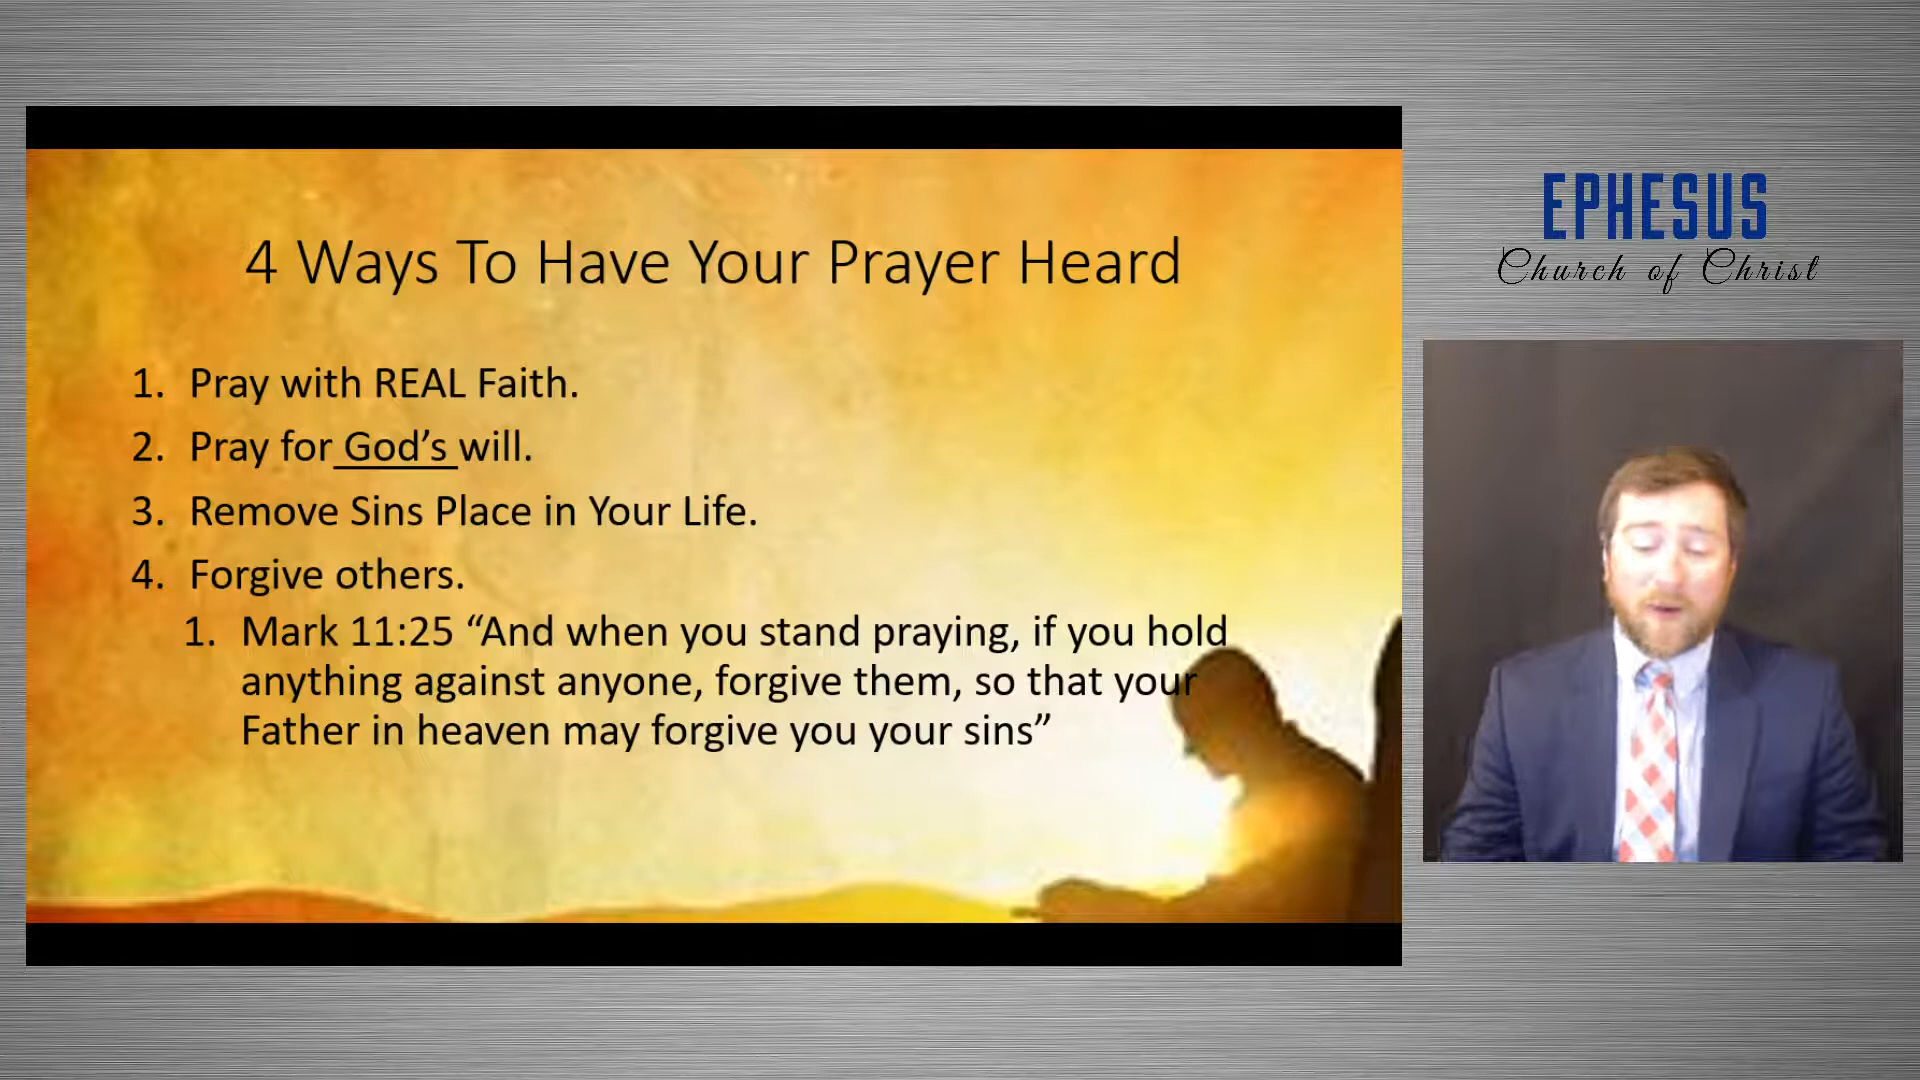 4 Ways To Have Your Prayer Heard
1. Pray with REAL Faith.
2. Pray for God’s will.
3. Remove Sins Place in Your Life.
4. Forgive others.
1. Mark 11:25 “And when you stand praying, if you hold
anything against anyone, forgive them, so that your
Father in heaven may forgive you your sins”
EPHESUS
Church of Christ